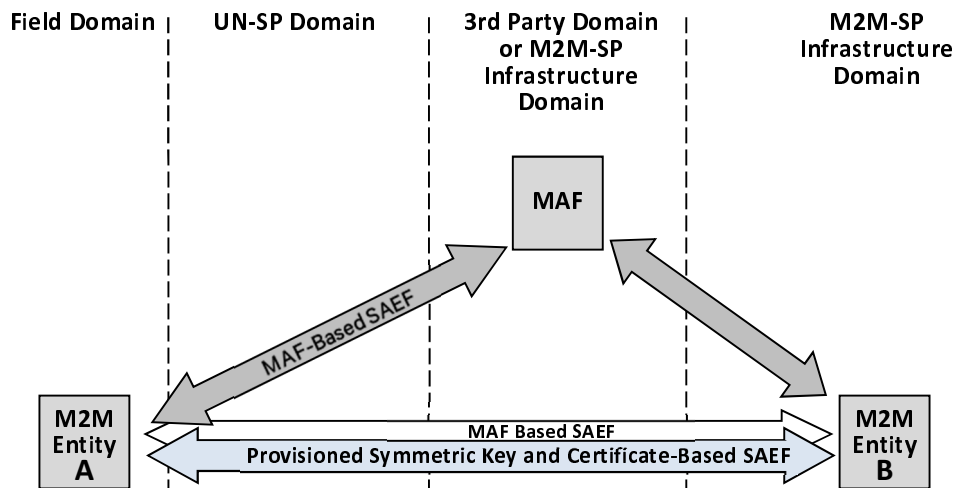 Field Domain
UN-SP Domain
3rd Party Domain
or M2M-SP
Infrastructure
Domain
M2M-SP
Infrastructure
Domain
MAF
MAF-Based SAEF
M2M
Entity
A
MAF Based SAEF
Provisioned Symmetric Key and Certificate-Based SAEF
M2M
Entity
B